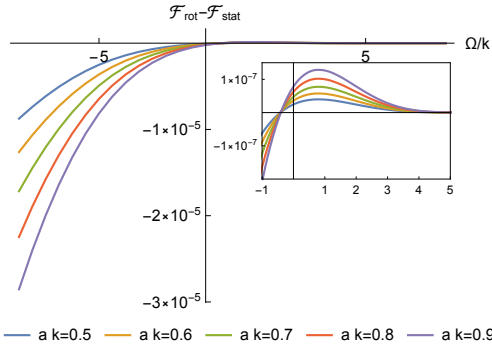 ℱrot-ℱstat
Ω/k
-5
5
-1×10⁻⁵
-2×10⁻⁵
-3×10⁻⁵
1×10⁻⁷
-1×10⁻⁷
-1 1 2 3 4 5
a k=0.5 a k=0.6 a k=0.7 a k=0.8 a k=0.9